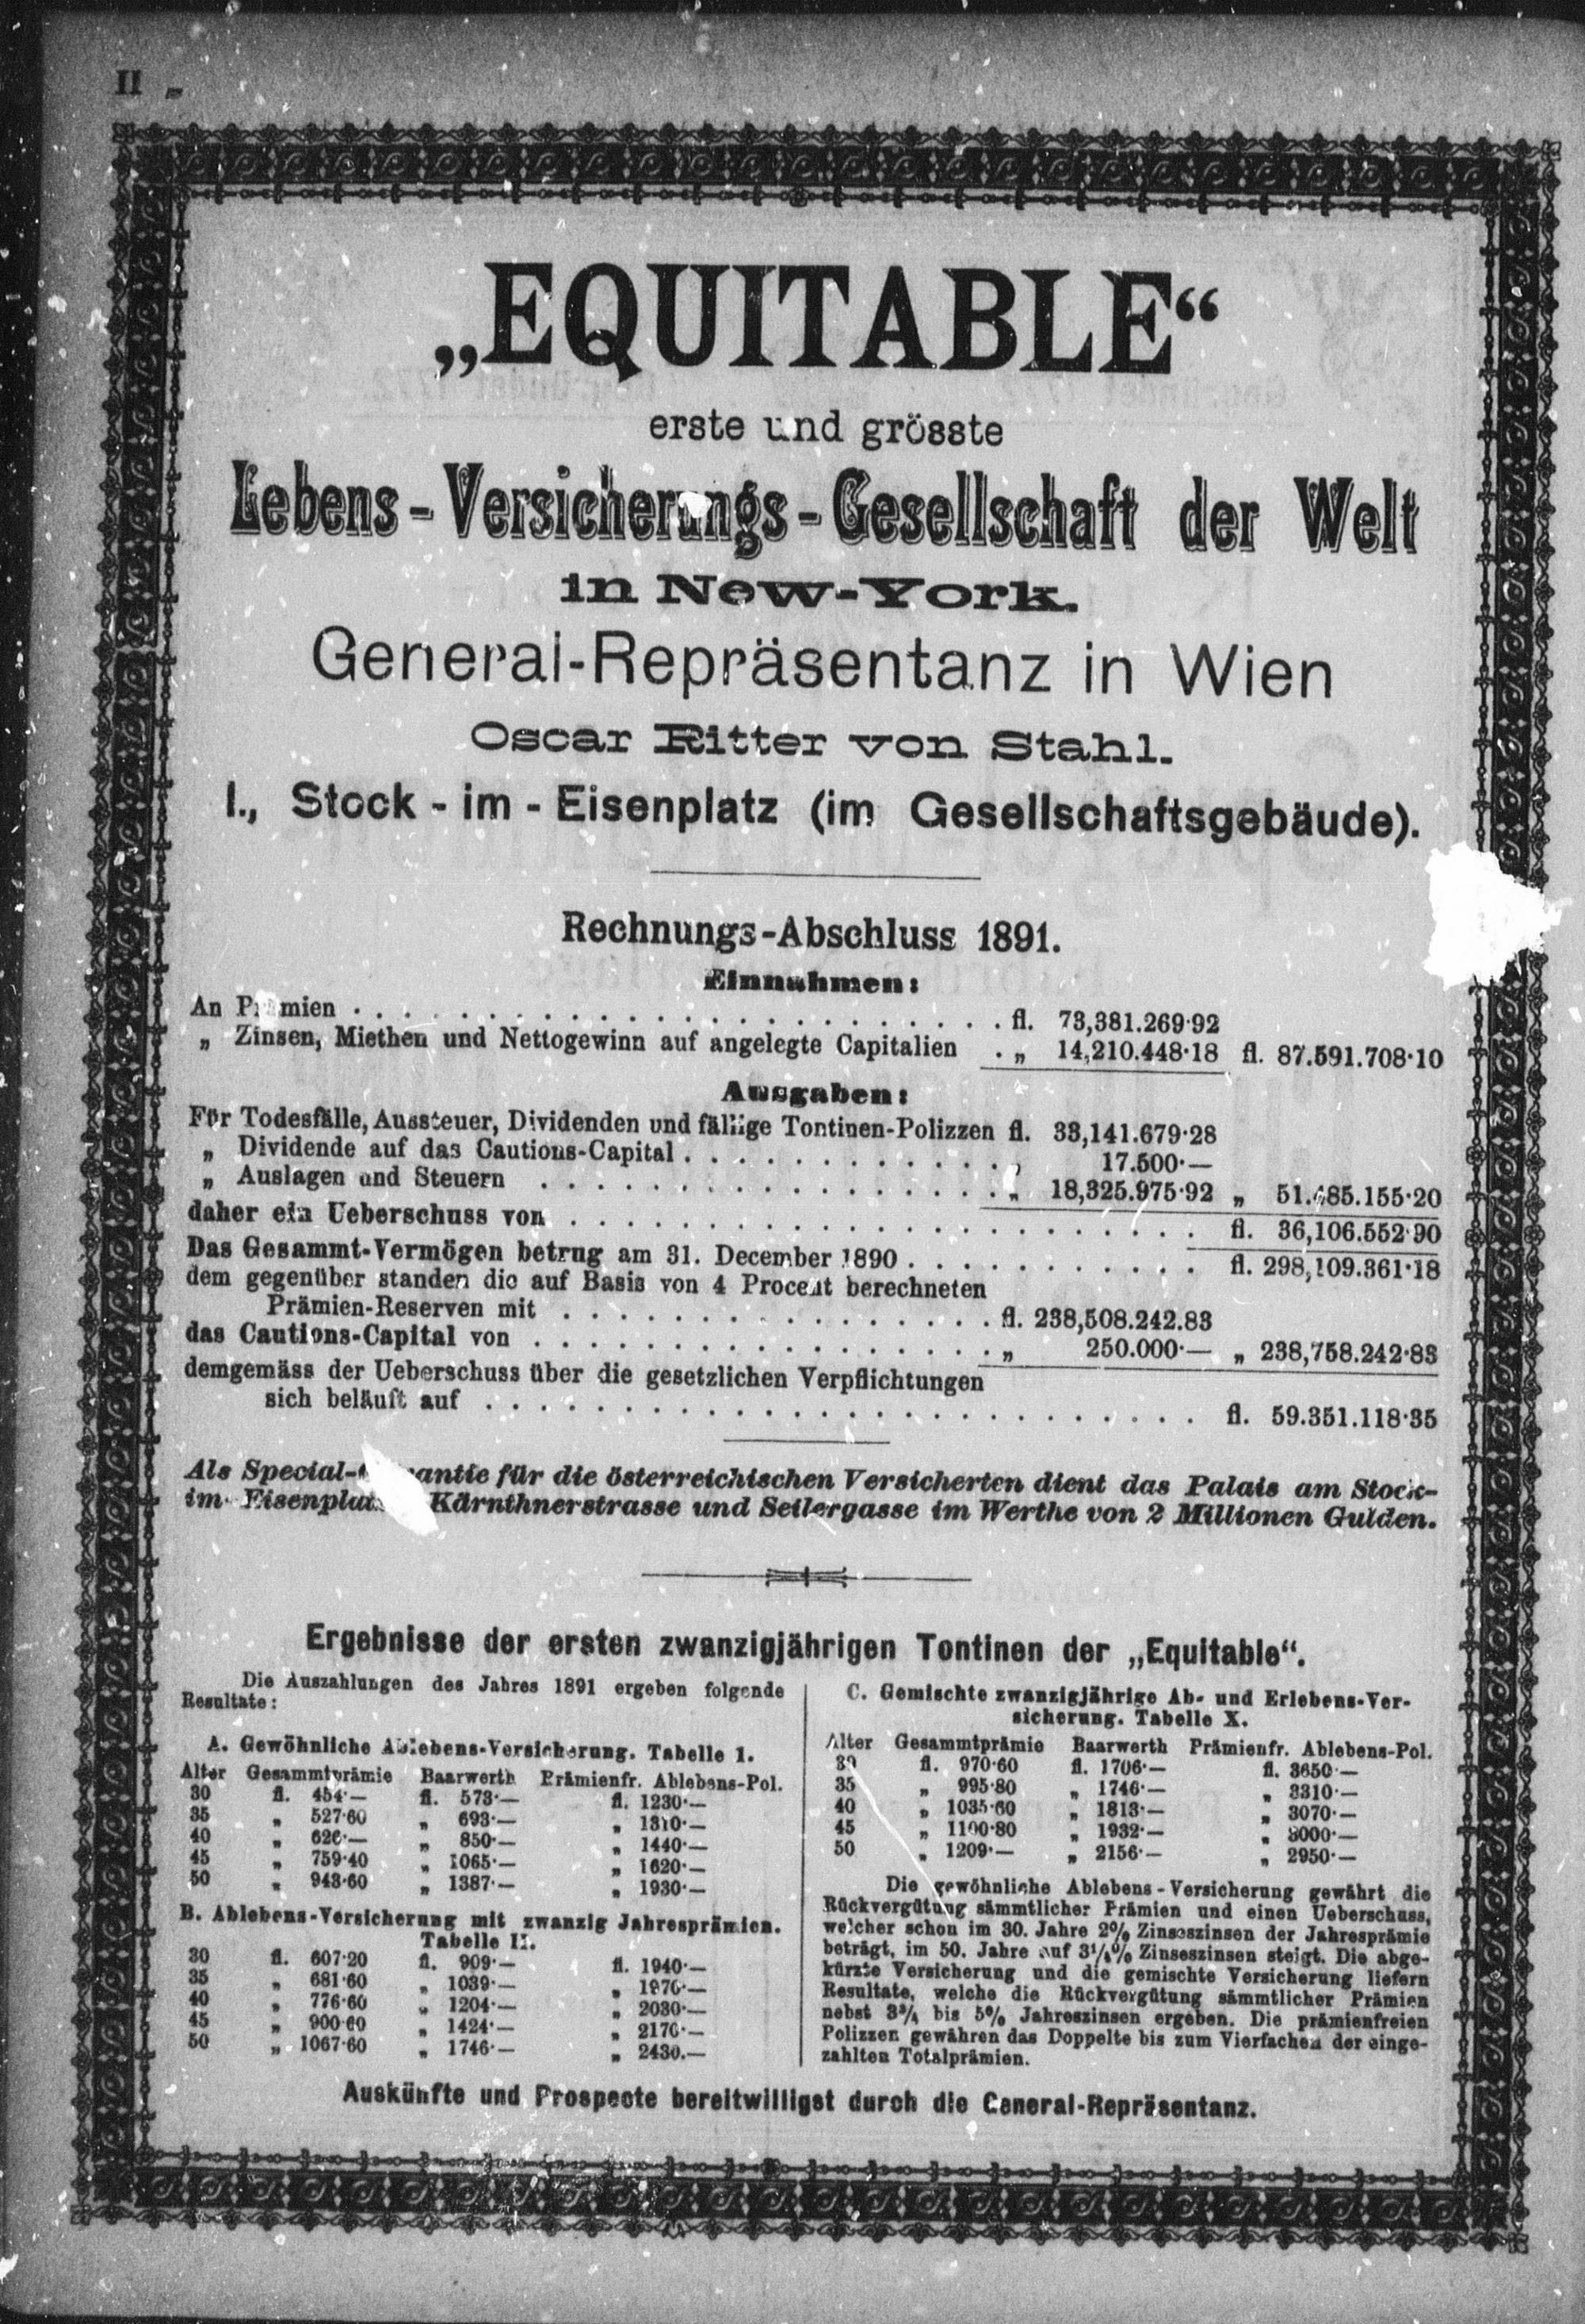 II
„EQUITABLE“
erste und grösste
Lebens-Versicherungs-Gesellschaft der Welt
in New-York.
General-Repräsentanz in Wien
Oscar Ritter von Stahl.
I., Stock-im-Eisenplatz (im Gesellschaftsgebäude).
Rechnungs-Abschluss 1891.
Einnahmen:
An Prämien . . . . . . . . . . . . . . . . . . . . . . fl. 73,381.269·92
„ Zinsen, Miethen und Nettogewinn auf angelegte Capitalien . „ 14,210.448·18 fl. 87.591.708·10
Ausgaben:
Für Todesfälle, Aussteuer, Dividenden und fällige Tontinen-Polizzen fl. 33,141.679·28
„ Dividende auf das Cautions-Capital . . . . . . . . . . . . 17.500·—
„ Auslagen und Steuern . . . . . . . . . . . . . . . . . „ 18,325.975·92 „ 51.485.155·20
daher ein Ueberschuss von . . . . . . . . . . . . . . . . . . . . . . fl. 36,106.552·90
Das Gesammt-Vermögen betrug am 31. December 1890 . . . . . . . . . . . fl. 298,109.361·18
dem gegenüber standen die auf Basis von 4 Procent berechneten
Prämien-Reserven mit . . . . . . . . . . . . . . . . fl. 238,508.242.83
das Cautions-Capital von . . . . . . . . . . . . . . . . . „ 250.000·— „ 238,758.242·83
demgemäss der Ueberschuss über die gesetzlichen Verpflichtungen
sich beläuft auf . . . . . . . . . . . . . . . . . . . . . . . . . fl. 59.351.118·35
Als Special-Garantie für die österreichischen Versicherten dient das Palais am Stock-
im-Eisenplatz, Kärnthnerstrasse und Seilergasse im Werthe von 2 Millionen Gulden.
Ergebnisse der ersten zwanzigjährigen Tontinen der „Equitable“.
Die Auszahlungen des Jahres 1891 ergeben folgende
Resultate:
A. Gewöhnliche Ablebens-Versicherung. Tabelle I.
Alter Gesammtprämie Baarwerth Prämienfr. Ablebens-Pol.
30 fl. 454·— fl. 573·— fl. 1230·—
35 „ 527·60 „ 693·— „ 1310·—
40 „ 626·— „ 850·— „ 1440·—
45 „ 759·40 „ 1065·— „ 1620·—
50 „ 943·60 „ 1387·— „ 1930·—
B. Ablebens-Versicherung mit zwanzig Jahresprämien.
Tabelle II.
30 fl. 607·20 fl. 909·— fl. 1940·—
35 „ 681·60 „ 1039·— „ 1970·—
40 „ 776·60 „ 1204·— „ 2030·—
45 „ 900·60 „ 1424·— „ 2170·—
50 „ 1067·60 „ 1746·— „ 2430.—
C. Gemischte zwanzigjährige Ab- und Erlebens-Ver-
sicherung. Tabelle X.
Alter Gesammtprämie Baarwerth Prämienfr. Ablebens-Pol.
30 fl. 970·60 fl. 1706·— fl. 3650·—
35 „ 995·80 „ 1746·— „ 3310·—
40 „ 1035·60 „ 1813·— „ 3070·—
45 „ 1100·80 „ 1932·— „ 3000·—
50 „ 1209·— „ 2156·— „ 2950·—
Die gewöhnliche Ablebens-Versicherung gewährt die
Rückvergütung sämmtlicher Prämien und einen Ueberschuss,
welcher schon im 30. Jahre 2% Zinseszinsen der Jahresprämie
beträgt, im 50. Jahre auf 3¼% Zinseszinsen steigt. Die abge-
kürzte Versicherung und die gemischte Versicherung liefern
Resultate, welche die Rückvergütung sämmtlicher Prämien
nebst 3¾ bis 5% Jahreszinsen ergeben. Die prämienfreien
Polizzen gewähren das Doppelte bis zum Vierfachen der einge-
zahlten Totalprämien.
Auskünfte und Prospecte bereitwilligst durch die General-Repräsentanz.